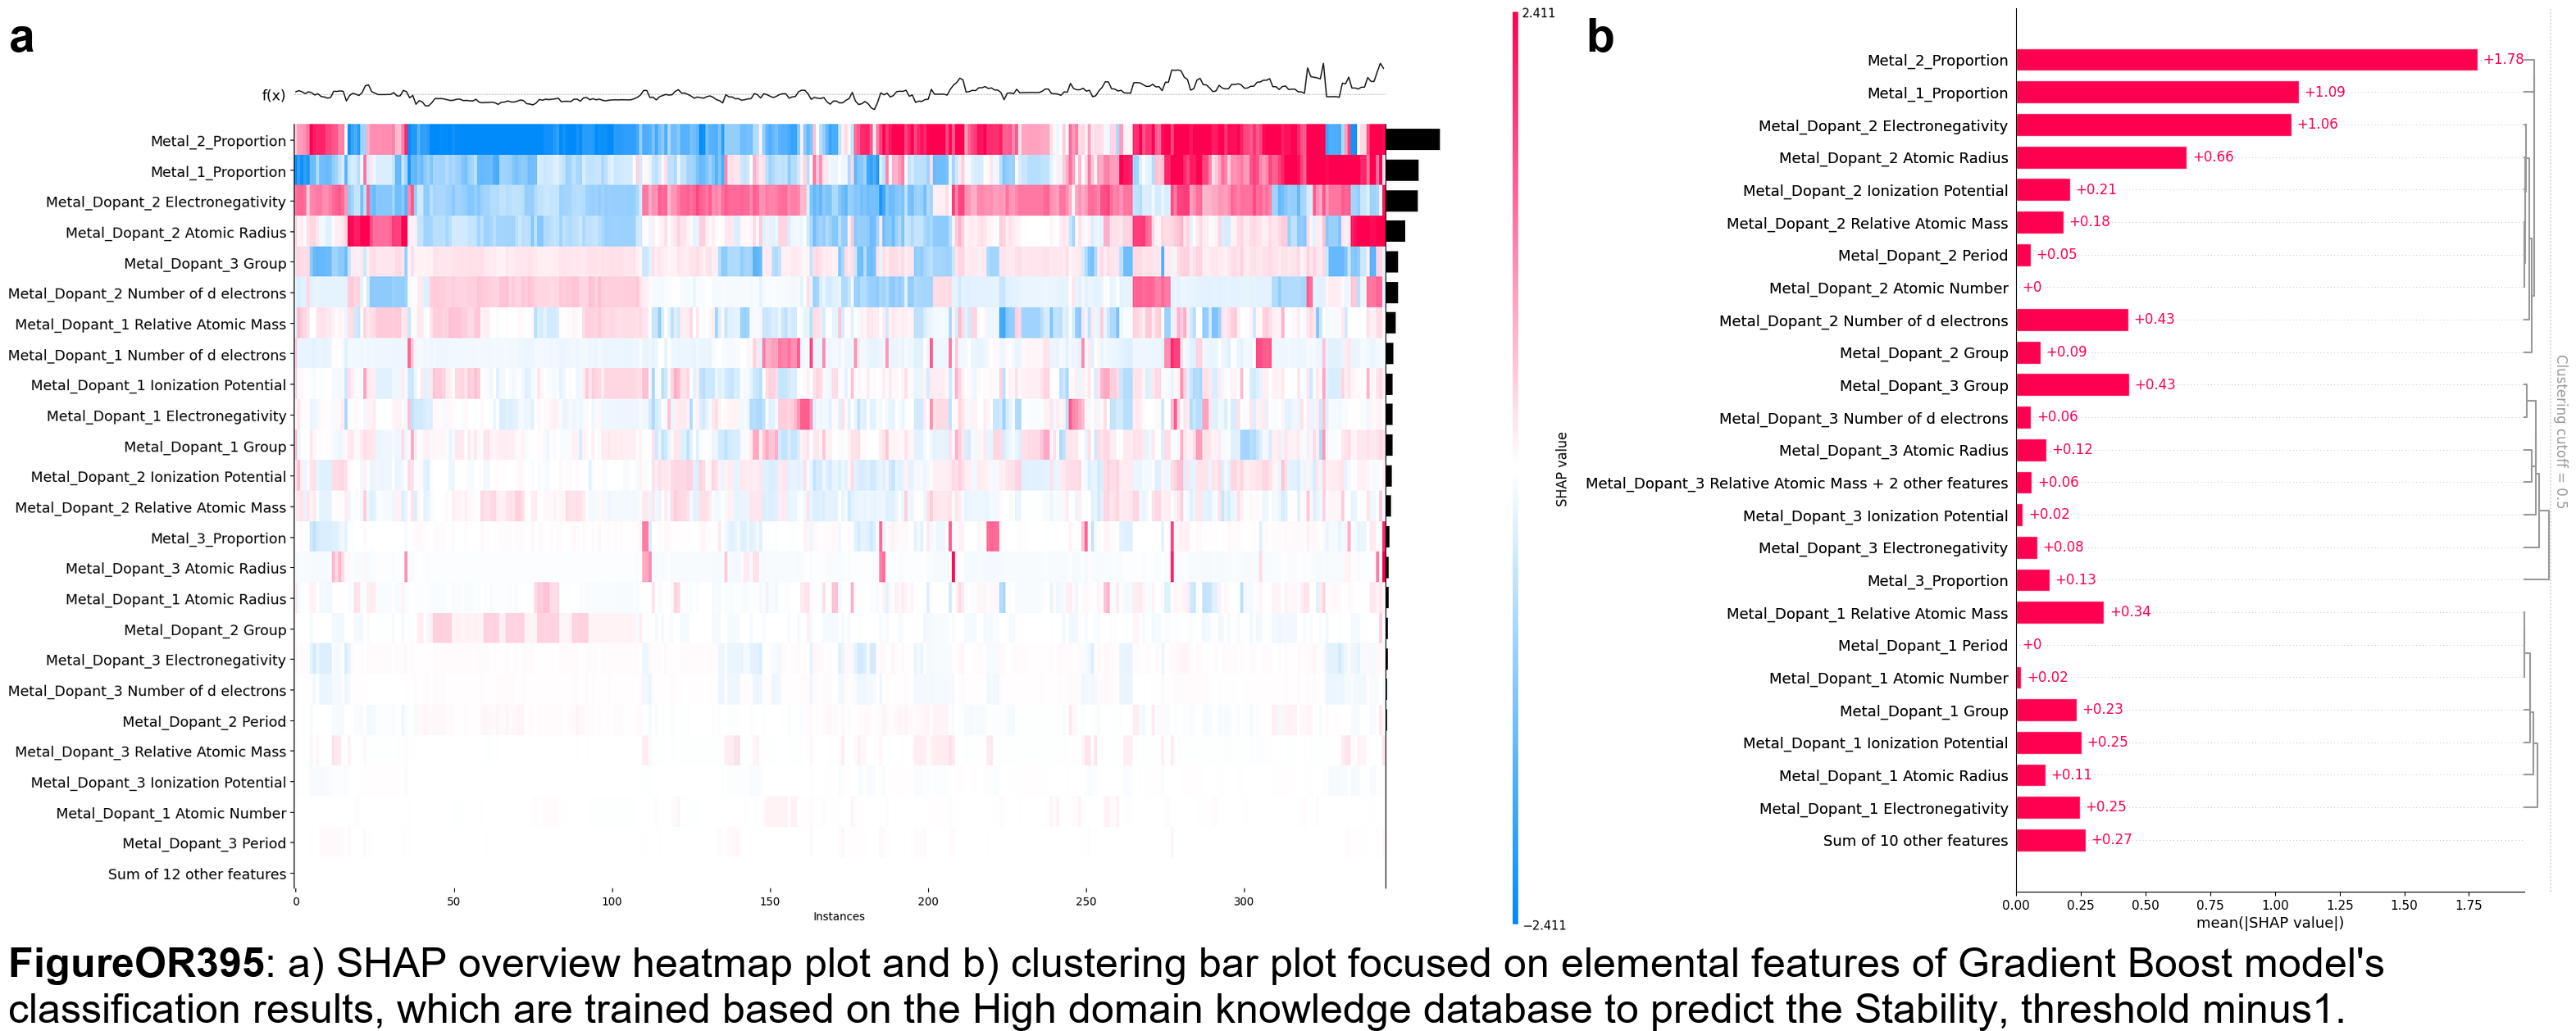 a
f(x)
Metal_2_Proportion
Metal_1_Proportion
Metal_Dopant_2 Electronegativity
Metal_Dopant_2 Atomic Radius
Metal_Dopant_3 Group
Metal_Dopant_2 Number of d electrons
Metal_Dopant_1 Relative Atomic Mass
Metal_Dopant_1 Number of d electrons
Metal_Dopant_1 Ionization Potential
Metal_Dopant_1 Electronegativity
Metal_Dopant_1 Group
Metal_Dopant_2 Ionization Potential
Metal_Dopant_2 Relative Atomic Mass
Metal_3_Proportion
Metal_Dopant_3 Atomic Radius
Metal_Dopant_1 Atomic Radius
Metal_Dopant_2 Group
Metal_Dopant_3 Electronegativity
Metal_Dopant_3 Number of d electrons
Metal_Dopant_2 Period
Metal_Dopant_3 Relative Atomic Mass
Metal_Dopant_3 Ionization Potential
Metal_Dopant_1 Atomic Number
Metal_Dopant_3 Period
Sum of 12 other features
0 50 100 150 200 250 300
Instances
2.411
SHAP value
−2.411
b
Metal_2_Proportion +1.78
Metal_1_Proportion +1.09
Metal_Dopant_2 Electronegativity +1.06
Metal_Dopant_2 Atomic Radius +0.66
Metal_Dopant_2 Ionization Potential +0.21
Metal_Dopant_2 Relative Atomic Mass +0.18
Metal_Dopant_2 Period +0.05
Metal_Dopant_2 Atomic Number +0
Metal_Dopant_2 Number of d electrons +0.43
Metal_Dopant_2 Group +0.09
Metal_Dopant_3 Group +0.43
Metal_Dopant_3 Number of d electrons +0.06
Metal_Dopant_3 Atomic Radius +0.12
Metal_Dopant_3 Relative Atomic Mass + 2 other features +0.06
Metal_Dopant_3 Ionization Potential +0.02
Metal_Dopant_3 Electronegativity +0.08
Metal_3_Proportion +0.13
Metal_Dopant_1 Relative Atomic Mass +0.34
Metal_Dopant_1 Period +0
Metal_Dopant_1 Atomic Number +0.02
Metal_Dopant_1 Group +0.23
Metal_Dopant_1 Ionization Potential +0.25
Metal_Dopant_1 Atomic Radius +0.11
Metal_Dopant_1 Electronegativity +0.25
Sum of 10 other features +0.27
0.00 0.25 0.50 0.75 1.00 1.25 1.50 1.75
mean(|SHAP value|)
Clustering cutoff = 0.5
FigureOR395: a) SHAP overview heatmap plot and b) clustering bar plot focused on elemental features of Gradient Boost model's
classification results, which are trained based on the High domain knowledge database to predict the Stability, threshold minus1.